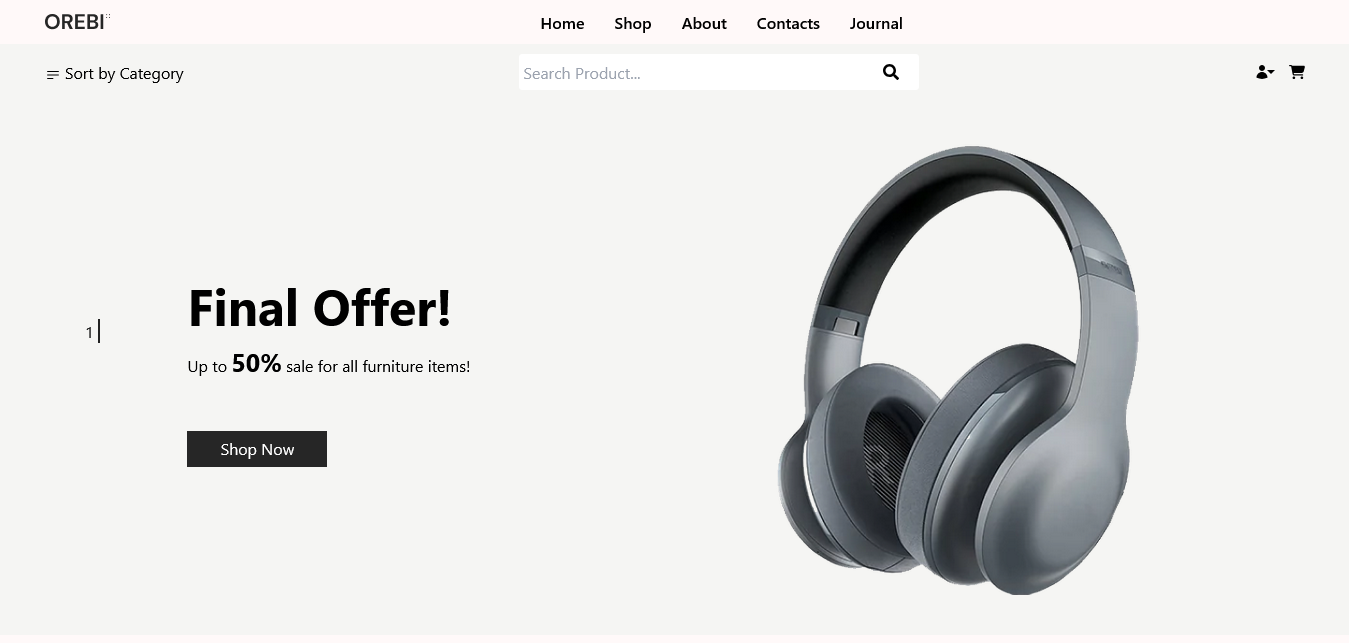 OREBI
Home Shop About Contacts Journal
Sort by Category
Search Product...
Final Offer!
1
Up to 50% sale for all furniture items!
Shop Now